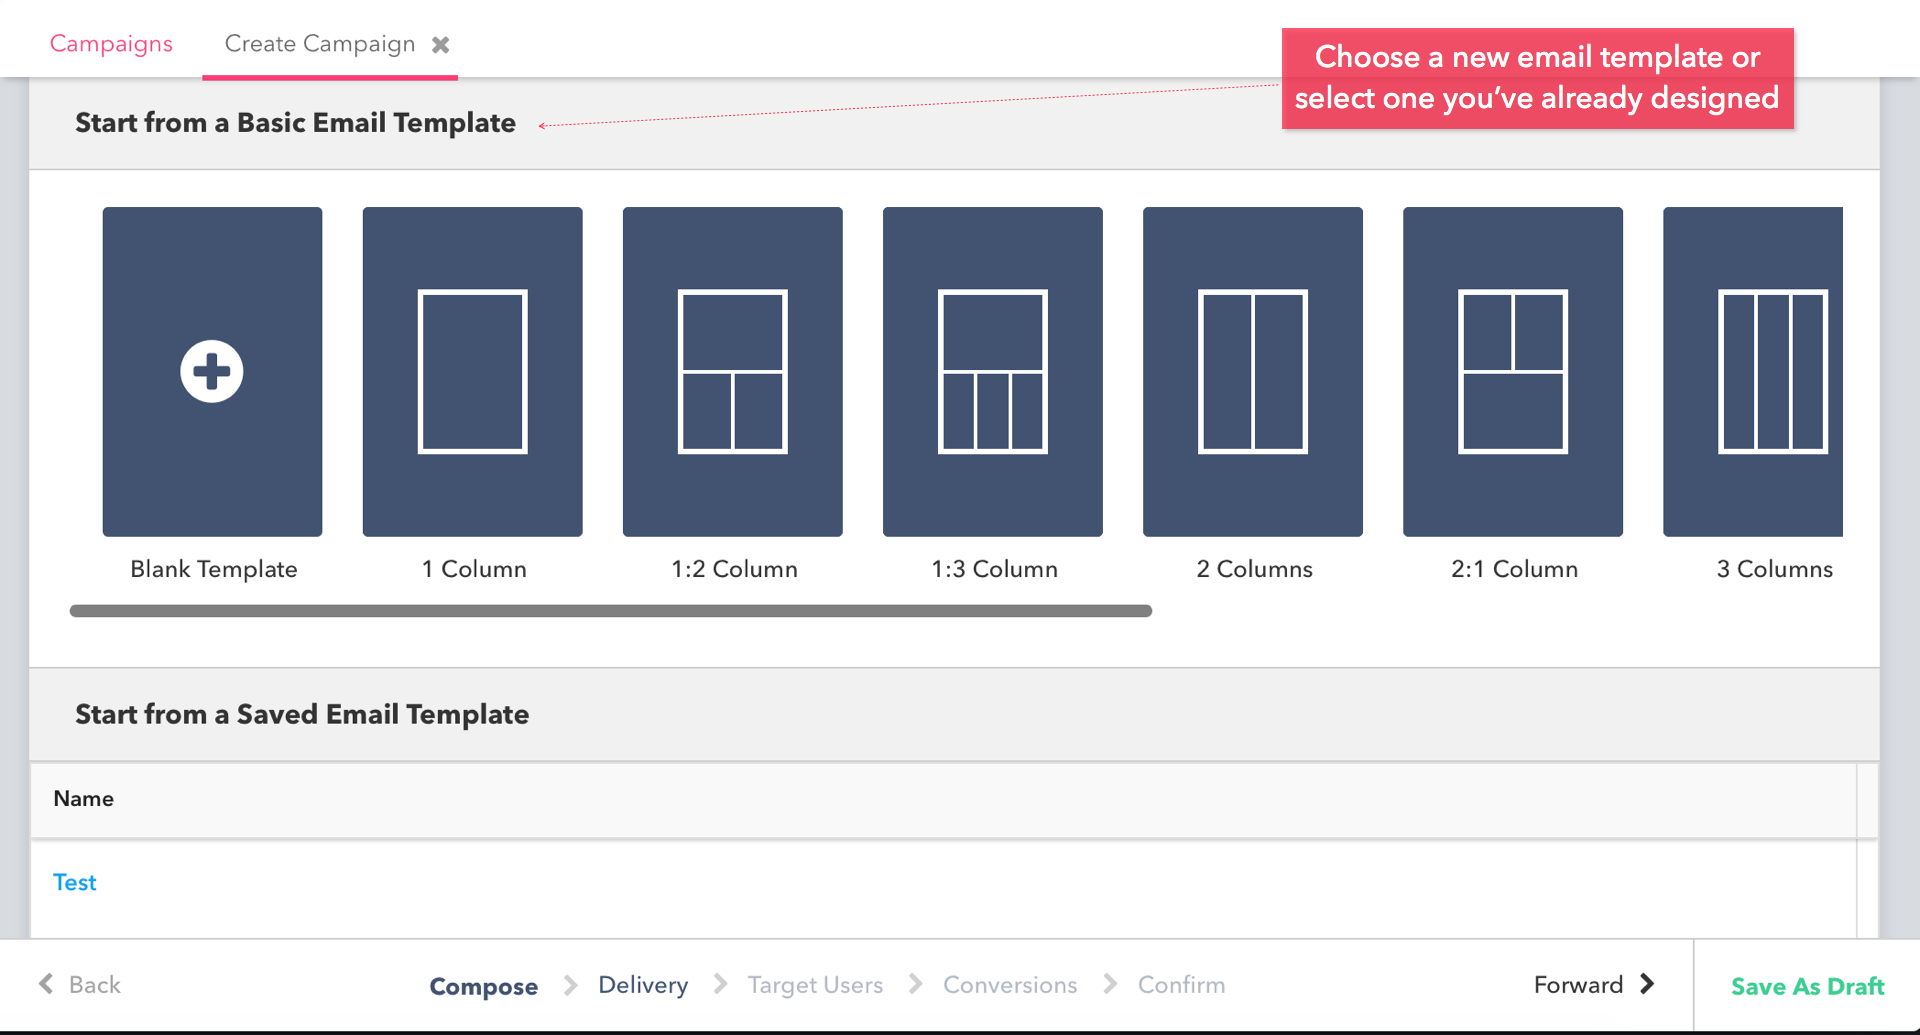 Campaigns
Create Campaign
Choose a new email template or
select one you’ve already designed
Start from a Basic Email Template
Blank Template
1 Column
1:2 Column
1:3 Column
2 Columns
2:1 Column
3 Columns
Start from a Saved Email Template
Name
Test
Back
Compose
Delivery
Target Users
Conversions
Confirm
Forward
Save As Draft